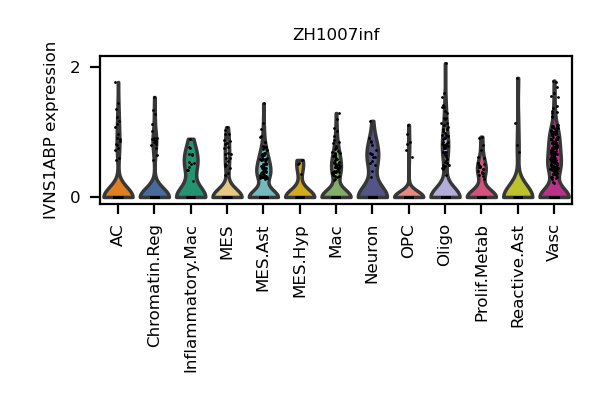 ZH1007inf
IVNS1ABP expression
2
0
AC
Chromatin.Reg
Inflammatory.Mac
MES
MES.Ast
MES.Hyp
Mac
Neuron
OPC
Oligo
Prolif.Metab
Reactive.Ast
Vasc